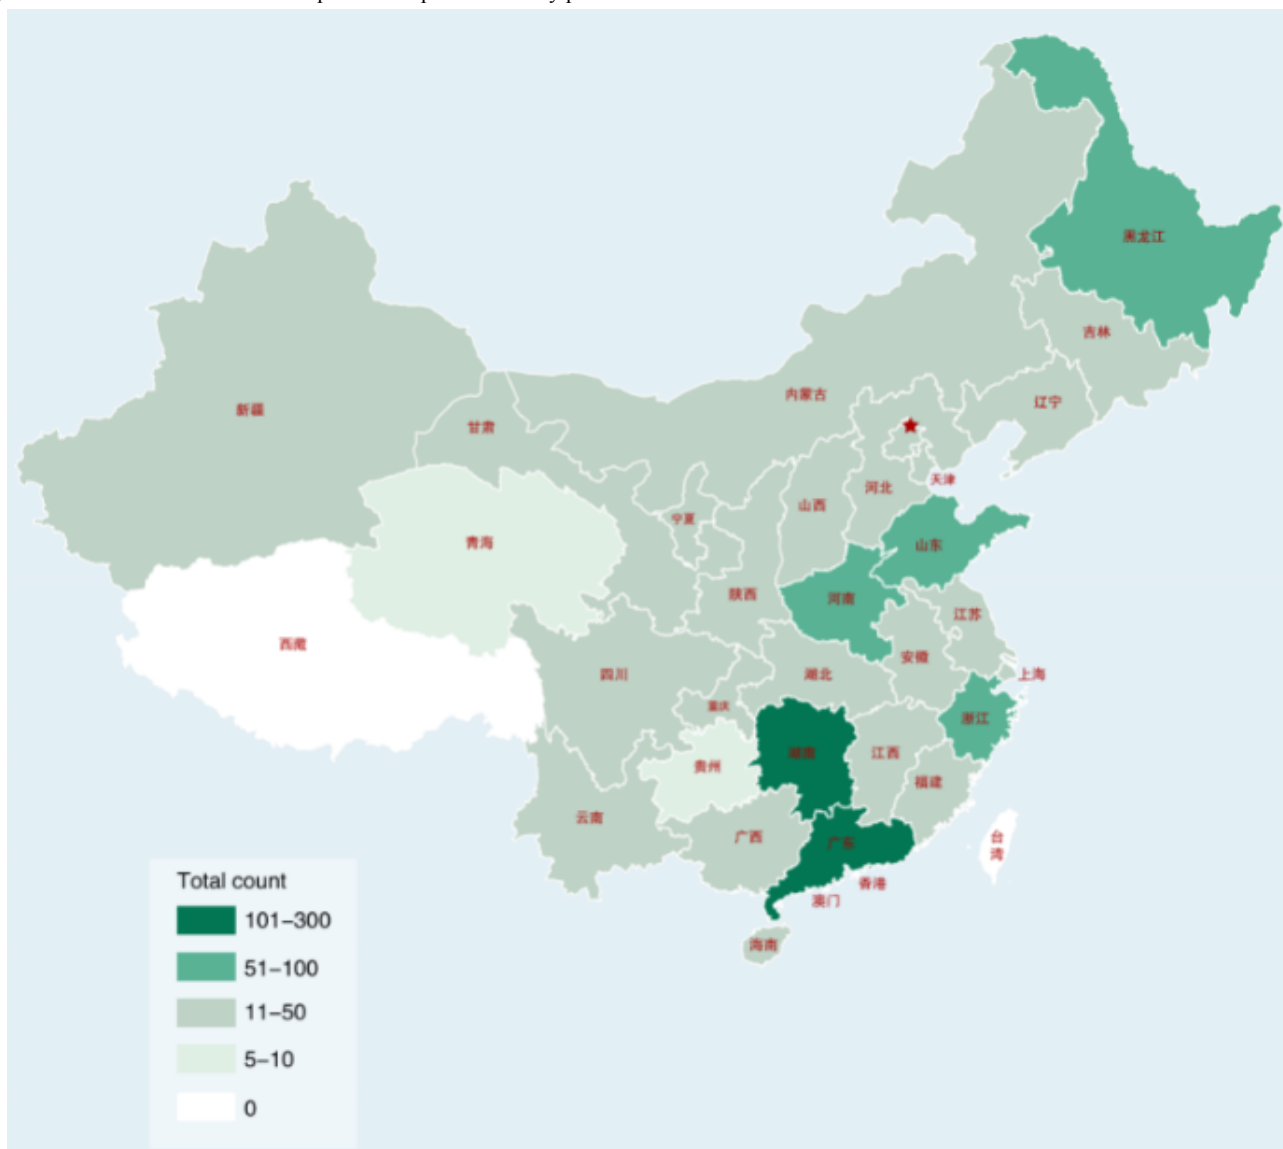 黑龙江
吉林
辽宁
内蒙古
新疆
甘肃
天津
河北
山西
宁夏
青海
山东
陕西
河南
江苏
西藏
四川
湖北
安徽
上海
重庆
浙江
湖南
江西
贵州
福建
云南
广西
广东
台
湾
香港
澳门
海南
Total count
101–300
51–100
11–50
5–10
0